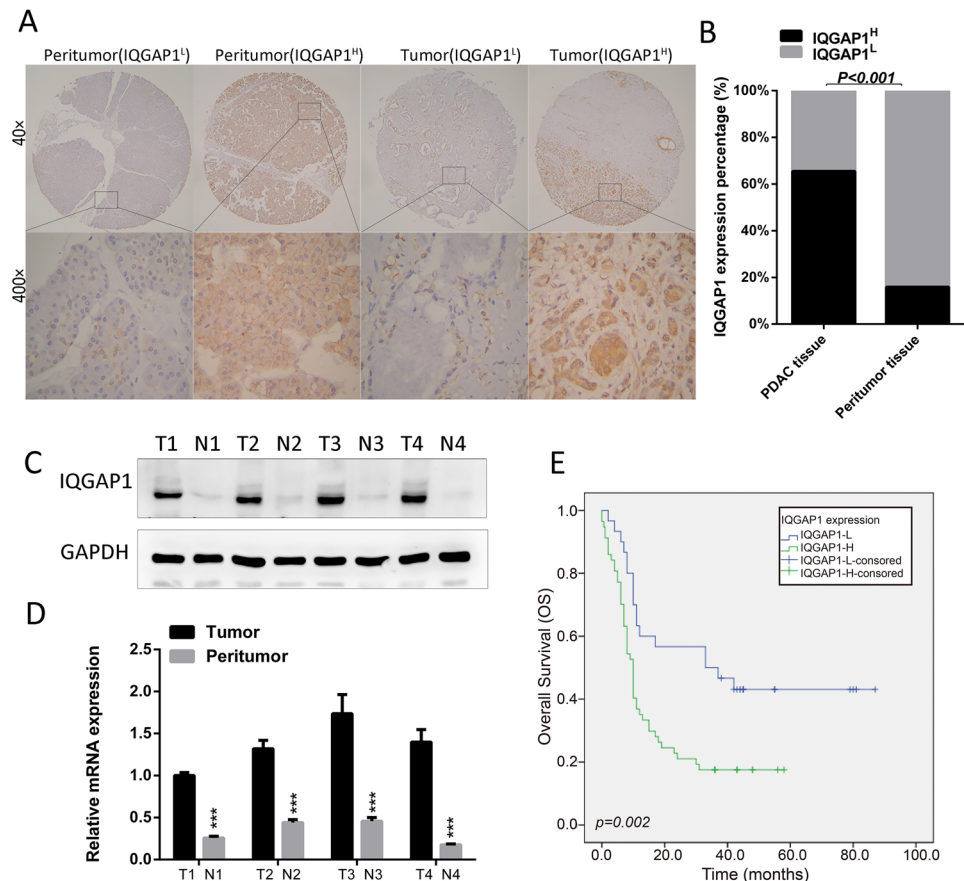 A
Peritumor(IQGAP1L) Peritumor(IQGAP1H) Tumor(IQGAP1L) Tumor(IQGAP1H)
40×
400×
B
IQGAP1H
IQGAP1L
P<0.001
IQGAP1 expression percentage (%)
100%
80%
60%
40%
20%
0%
PDAC tissue
Peritumor tissue
C
T1 N1 T2 N2 T3 N3 T4 N4
IQGAP1
GAPDH
D
Tumor
Peritumor
Relative mRNA expression
2.5
2.0
1.5
1.0
0.5
0.0
*** *** *** ***
T1 N1 T2 N2 T3 N3 T4 N4
E
Overall Survival (OS)
1.0
0.8
0.6
0.4
0.2
0.0
IQGAP1 expression
IQGAP1-L
IQGAP1-H
IQGAP1-L-consored
IQGAP1-H-consored
p=0.002
0.0 20.0 40.0 60.0 80.0 100.0
Time (months)